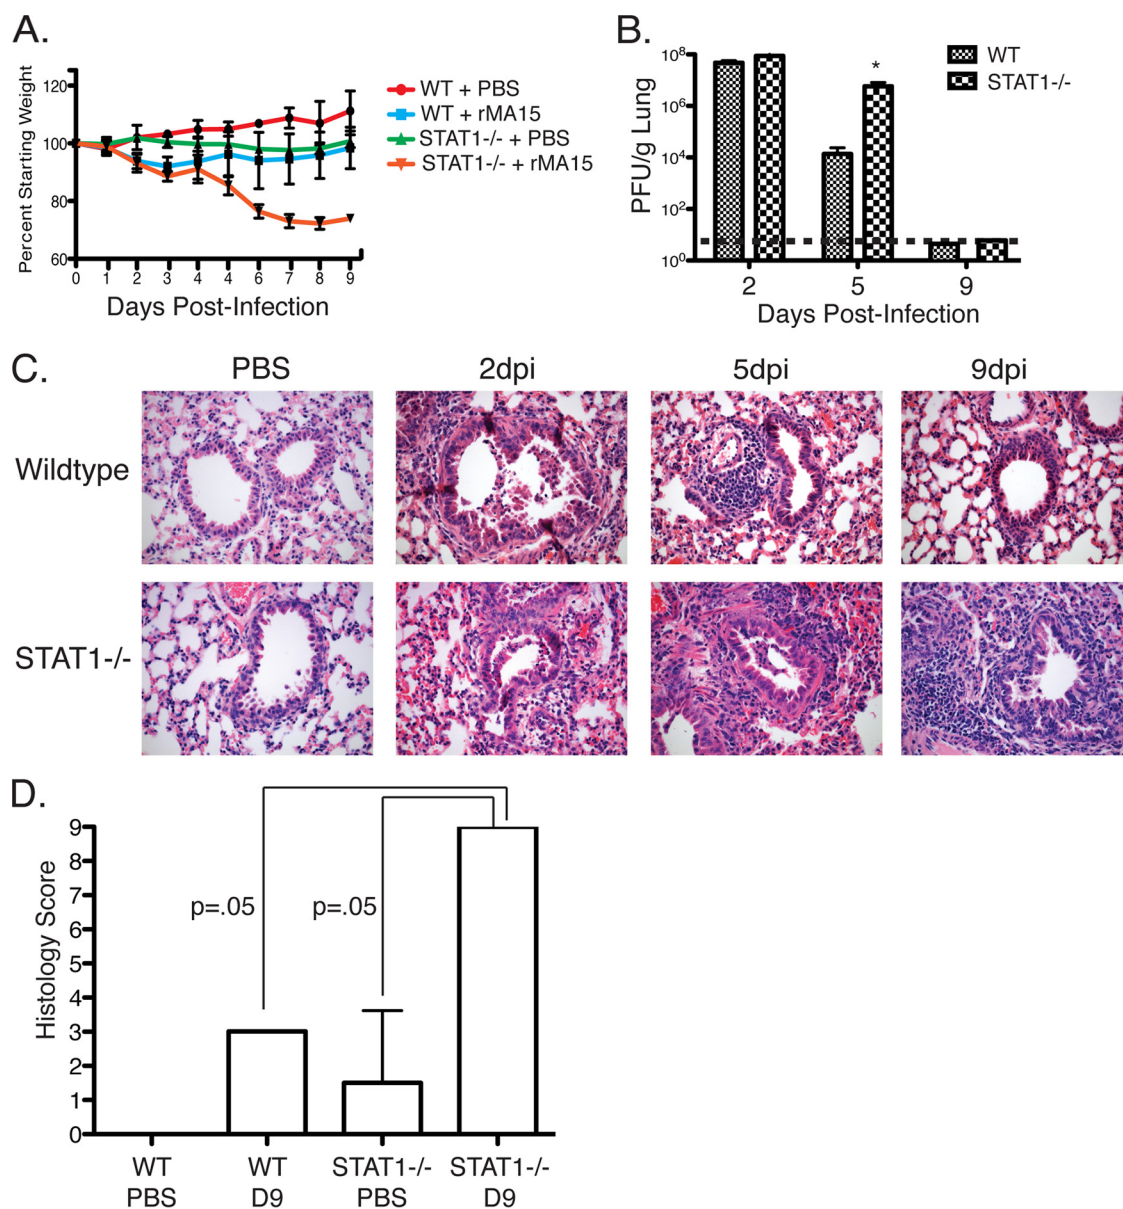 A.
Percent Starting Weight
120
100
80
60
0 1 2 3 4 4 6 7 8 9
Days Post-Infection
WT + PBS
WT + rMA15
STAT1-/- + PBS
STAT1-/- + rMA15
B.
PFU/g Lung
10⁸
10⁶
10⁴
10²
10⁰
*
2 5 9
Days Post-Infection
WT
STAT1-/-
C.
PBS 2dpi 5dpi 9dpi
Wildtype
STAT1-/-
D.
Histology Score
9
8
7
6
5
4
3
2
1
0
p=.05 p=.05
WT WT STAT1-/- STAT1-/-
PBS D9 PBS D9